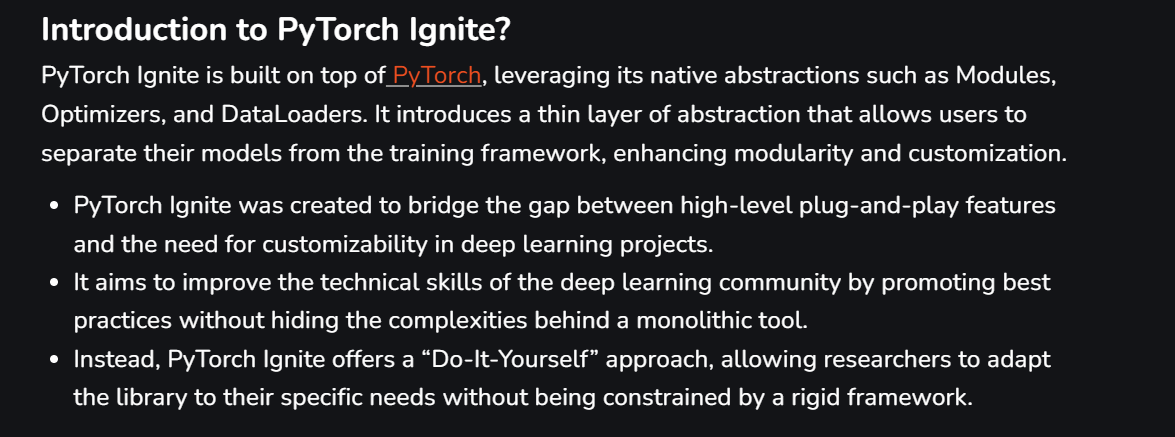 Introduction to PyTorch Ignite?
PyTorch Ignite is built on top of PyTorch, leveraging its native abstractions such as Modules,
Optimizers, and DataLoaders. It introduces a thin layer of abstraction that allows users to
separate their models from the training framework, enhancing modularity and customization.
• PyTorch Ignite was created to bridge the gap between high-level plug-and-play features
and the need for customizability in deep learning projects.
• It aims to improve the technical skills of the deep learning community by promoting best
practices without hiding the complexities behind a monolithic tool.
• Instead, PyTorch Ignite offers a “Do-It-Yourself” approach, allowing researchers to adapt
the library to their specific needs without being constrained by a rigid framework.